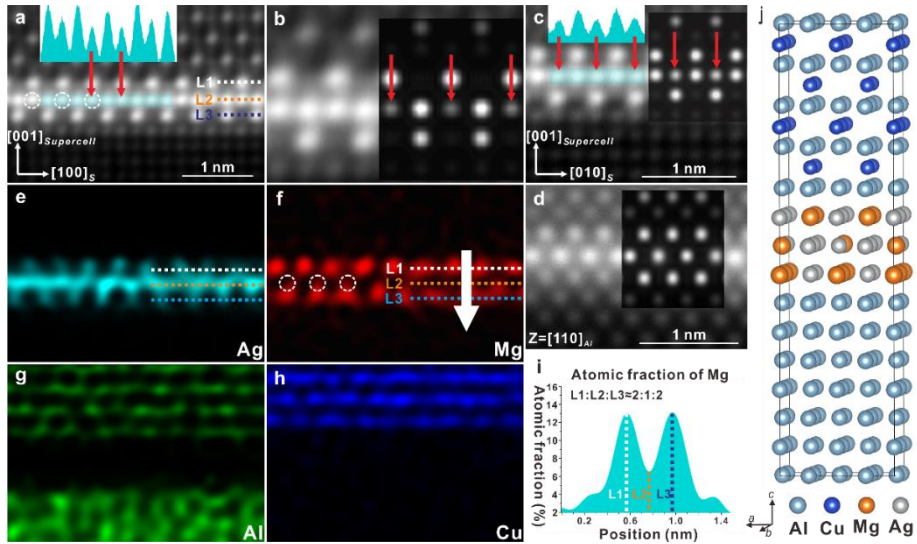 a
L1
L2
L3
[001]Supercell
[100]S
1 nm
b
c
[001]Supercell
[010]S
1 nm
j
e
Ag
f
L1
L2
L3
Mg
d
Z=[110]Al
1 nm
g
Al
h
Cu
i
Atomic fraction of Mg
L1:L2:L3≈2:1:2
Atomic fraction (%)
16
14
12
10
8
6
4
2
L1
L2
L3
0.2
0.6
1.0
1.4
Position (nm)
c
a
b
Al
Cu
Mg
Ag